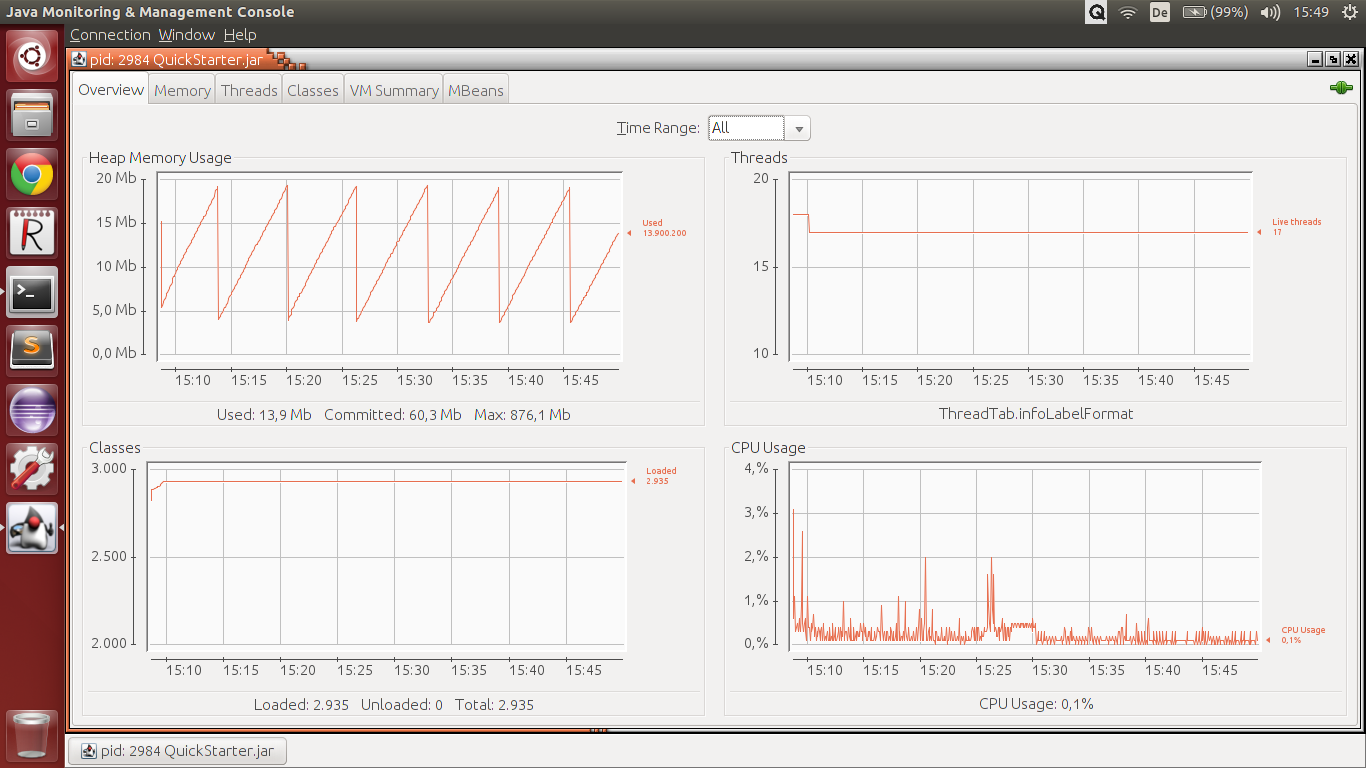 Java Monitoring & Management Console
Q De (99%) 15:49
Connection Window Help
pid: 2984 QuickStarter.jar
Overview Memory Threads Classes VM Summary MBeans
Time Range: All
Heap Memory Usage
20 Mb
15 Mb
10 Mb
5,0 Mb
0,0 Mb
Used
13.900.200
15:10 15:15 15:20 15:25 15:30 15:35 15:40 15:45
Used: 13,9 Mb Committed: 60,3 Mb Max: 876,1 Mb
Threads
20
15
10
Live threads
17
15:10 15:15 15:20 15:25 15:30 15:35 15:40 15:45
ThreadTab.infoLabelFormat
Classes
3.000
2.500
2.000
Loaded
2.935
15:10 15:15 15:20 15:25 15:30 15:35 15:40 15:45
Loaded: 2.935 Unloaded: 0 Total: 2.935
CPU Usage
4,%
3,%
2,%
1,%
0,%
CPU Usage
0,1%
15:10 15:15 15:20 15:25 15:30 15:35 15:40 15:45
CPU Usage: 0,1%
R
>_
S
pid: 2984 QuickStarter.jar